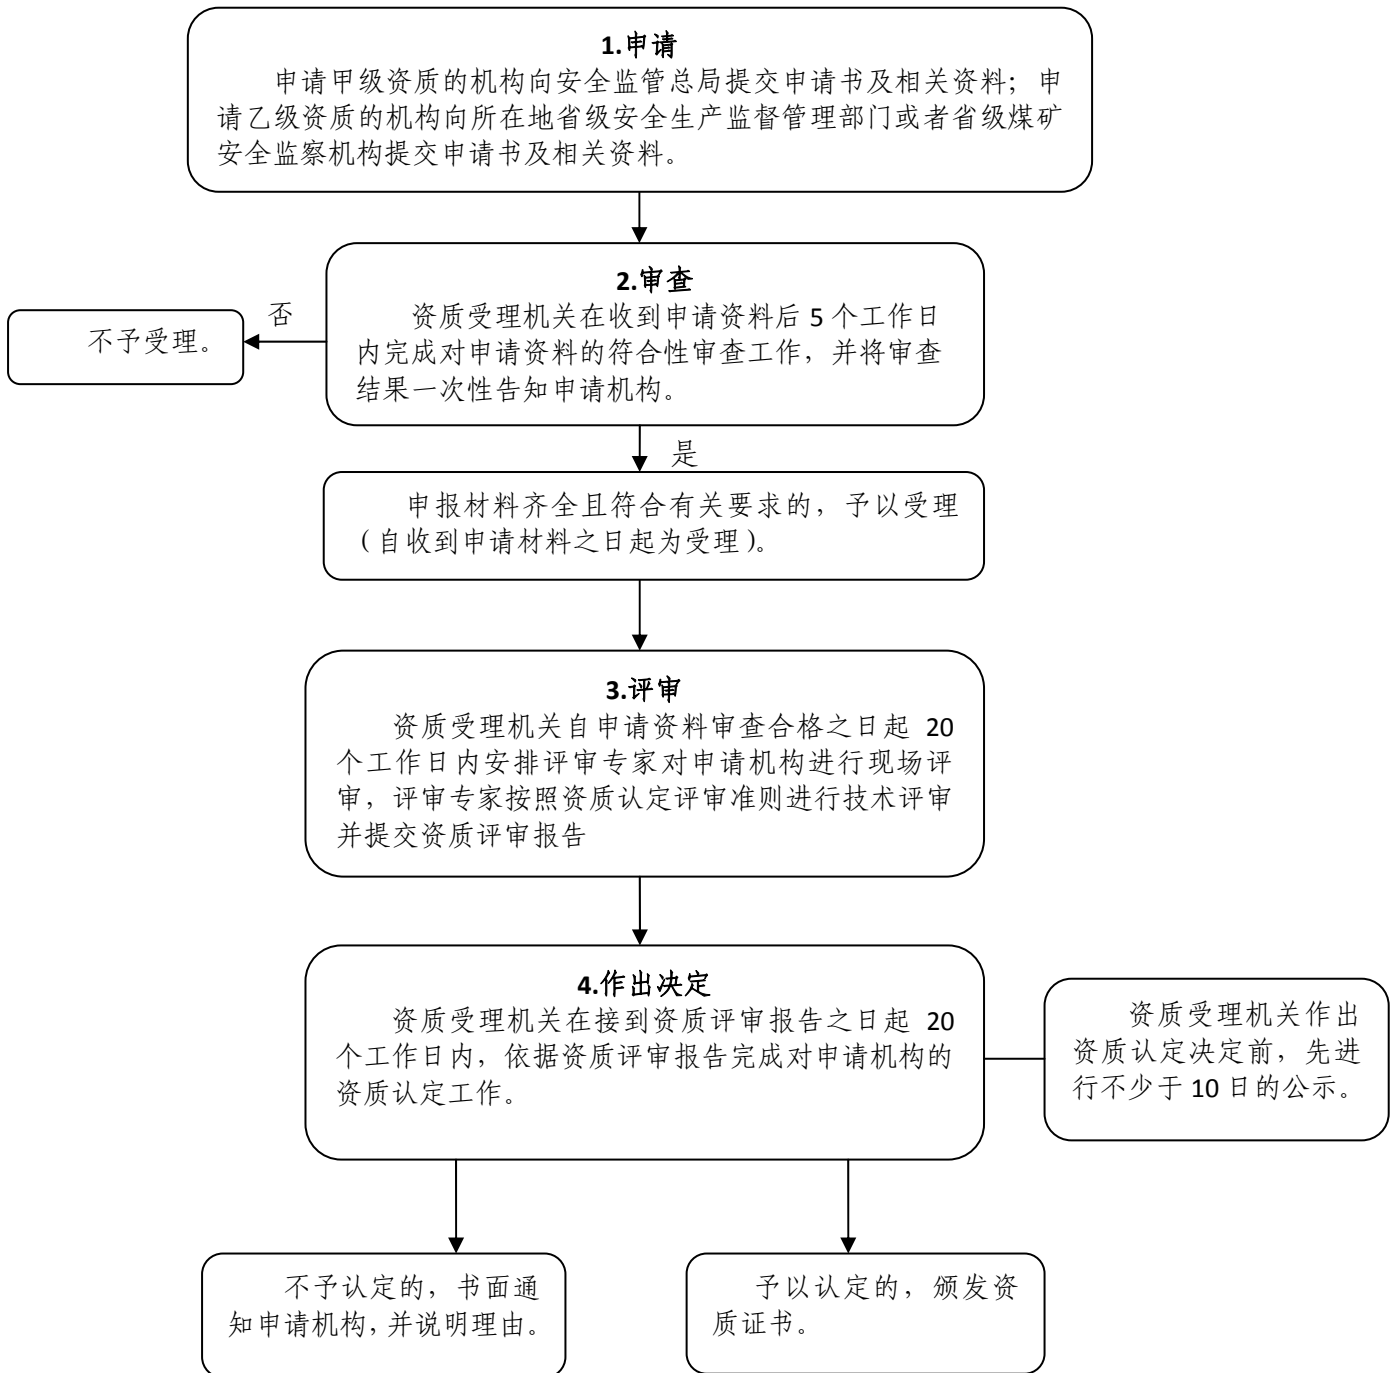 1.申请
申请甲级资质的机构向安全监管总局提交申请书及相关资料；申
请乙级资质的机构向所在地省级安全生产监督管理部门或者省级煤矿
安全监察机构提交申请书及相关资料。
2.审查
资质受理机关在收到申请资料后 5 个工作日
内完成对申请资料的符合性审查工作，并将审查
结果一次性告知申请机构。
否
不予受理。
是
申报材料齐全且符合有关要求的，予以受理
（自收到申请材料之日起为受理）。
3.评审
资质受理机关自申请资料审查合格之日起 20
个工作日内安排评审专家对申请机构进行现场评
审，评审专家按照资质认定评审准则进行技术评审
并提交资质评审报告
4.作出决定
资质受理机关在接到资质评审报告之日起 20
个工作日内，依据资质评审报告完成对申请机构的
资质认定工作。
资质受理机关作出
资质认定决定前，先进
行不少于 10 日的公示。
不予认定的，书面通
知申请机构，并说明理由。
予以认定的，颁发资
质证书。